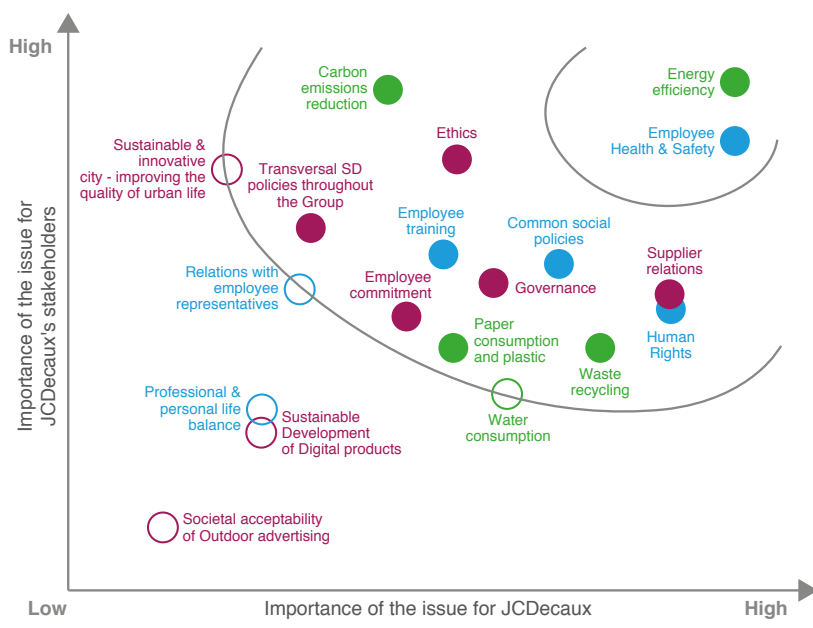 High
Carbon
emissions
reduction
Energy
efficiency
Ethics
Employee
Health & Safety
Sustainable &
innovative
city - improving the
quality of urban life
Transversal SD
policies throughout
the Group
Employee
training
Common social
policies
Supplier
relations
Relations with
employee
representatives
Employee
commitment
Governance
Human
Rights
Paper
consumption
and plastic
Waste
recycling
Professional &
personal life
balance
Sustainable
Development
of Digital products
Water
consumption
Societal acceptability
of Outdoor advertising
Importance of the issue for
JCDecaux's stakeholders
Low
Importance of the issue for JCDecaux
High